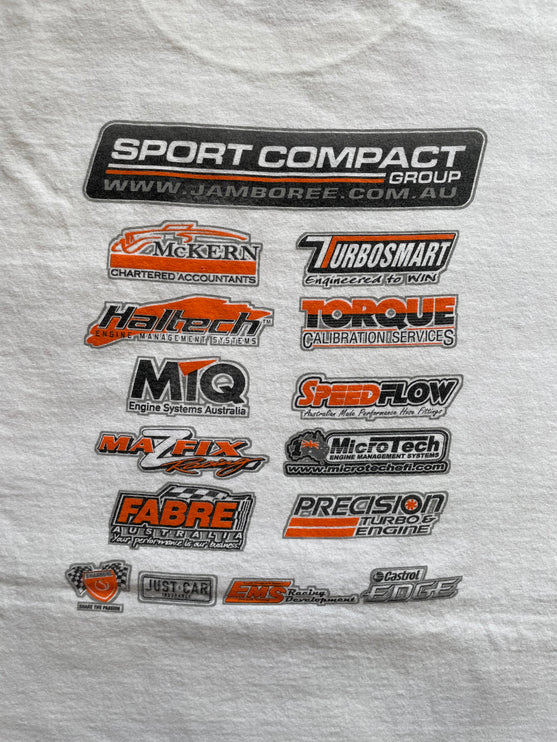 SPORT COMPACT
GROUP
WWW.JAMBOREE.COM.AU
McKERN
CHARTERED ACCOUNTANTS
TURBOSMART
Engineered to WIN
Haltech™
ENGINE MANAGEMENT SYSTEMS
TORQUE
CALIBRATION SERVICES
MTQ
Engine Systems Australia
SPEEDFLOW
Australian Made Performance Hose Fittings
MAZFIX
Racing
MICROTECH
ENGINE MANAGEMENT SYSTEMS
www.microtechefi.com
FABRE
AUSTRALIA
Your performance is our business!
PRECISION
TURBO &
ENGINE
SHANNONS
SHARE THE PASSION
JUST CAR
INSURANCE
EMS Racing
Development
Castrol
EDGE